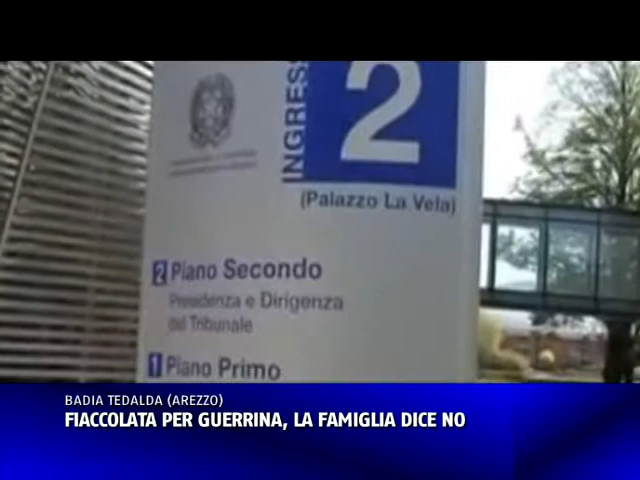 INGRESS
2
(Palazzo La Vela)
2 Piano Secondo
Presidenza e Dirigenza
del Tribunale
1 Piano Primo
BADIA TEDALDA (AREZZO)
FIACCOLATA PER GUERRINA, LA FAMIGLIA DICE NO